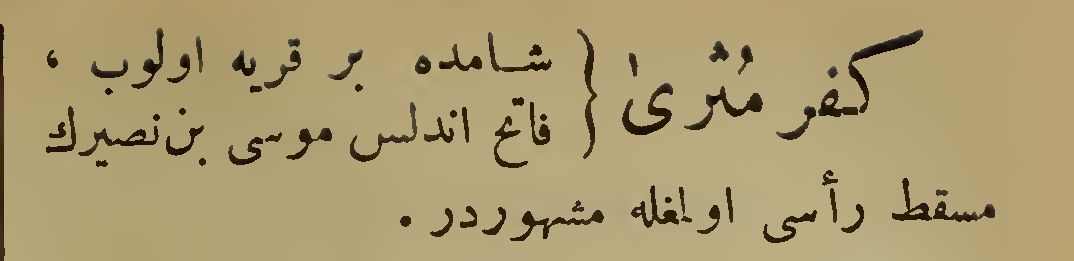 كفر مُثرىٰ { شامده بر قريه اولوب ،
فاتح اندلس موسى بن نصيرك
مسقط رأسى اولمغله مشهوردر .